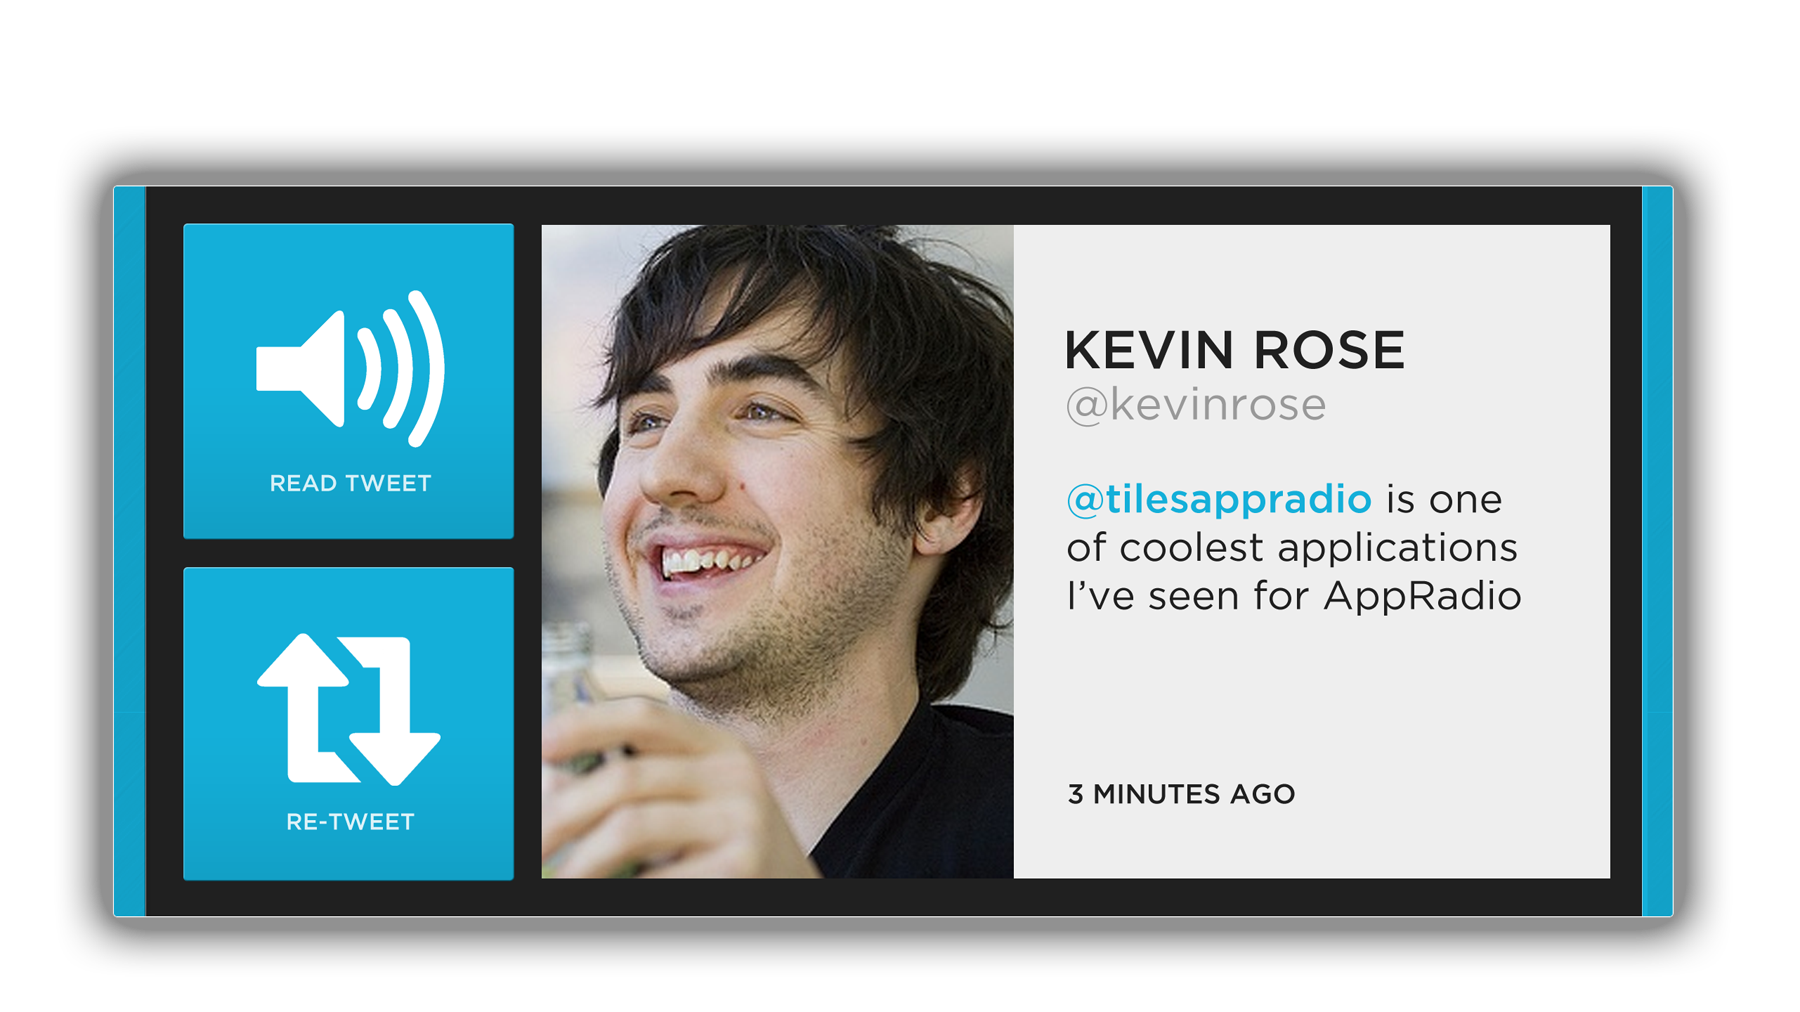 READ TWEET
RE-TWEET
KEVIN ROSE
@kevinrose
@tilesappradio is one
of coolest applications
I’ve seen for AppRadio
3 MINUTES AGO